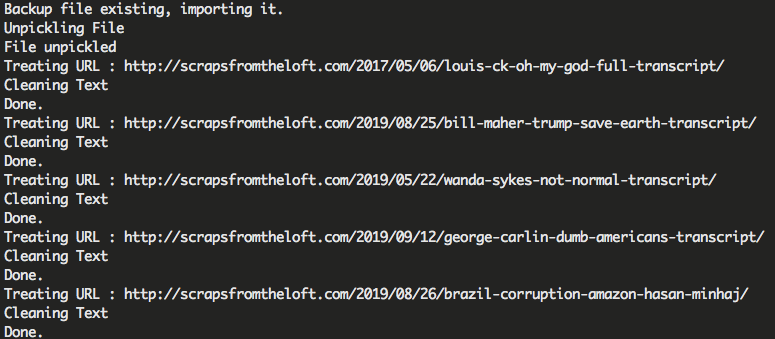 Backup file existing, importing it.
Unpickling File
File unpickled
Treating URL : http://scrapsfromtheloft.com/2017/05/06/louis-ck-oh-my-god-full-transcript/
Cleaning Text
Done.
Treating URL : http://scrapsfromtheloft.com/2019/08/25/bill-maher-trump-save-earth-transcript/
Cleaning Text
Done.
Treating URL : http://scrapsfromtheloft.com/2019/05/22/wanda-sykes-not-normal-transcript/
Cleaning Text
Done.
Treating URL : http://scrapsfromtheloft.com/2019/09/12/george-carlin-dumb-americans-transcript/
Cleaning Text
Done.
Treating URL : http://scrapsfromtheloft.com/2019/08/26/brazil-corruption-amazon-hasan-minhaj/
Cleaning Text
Done.